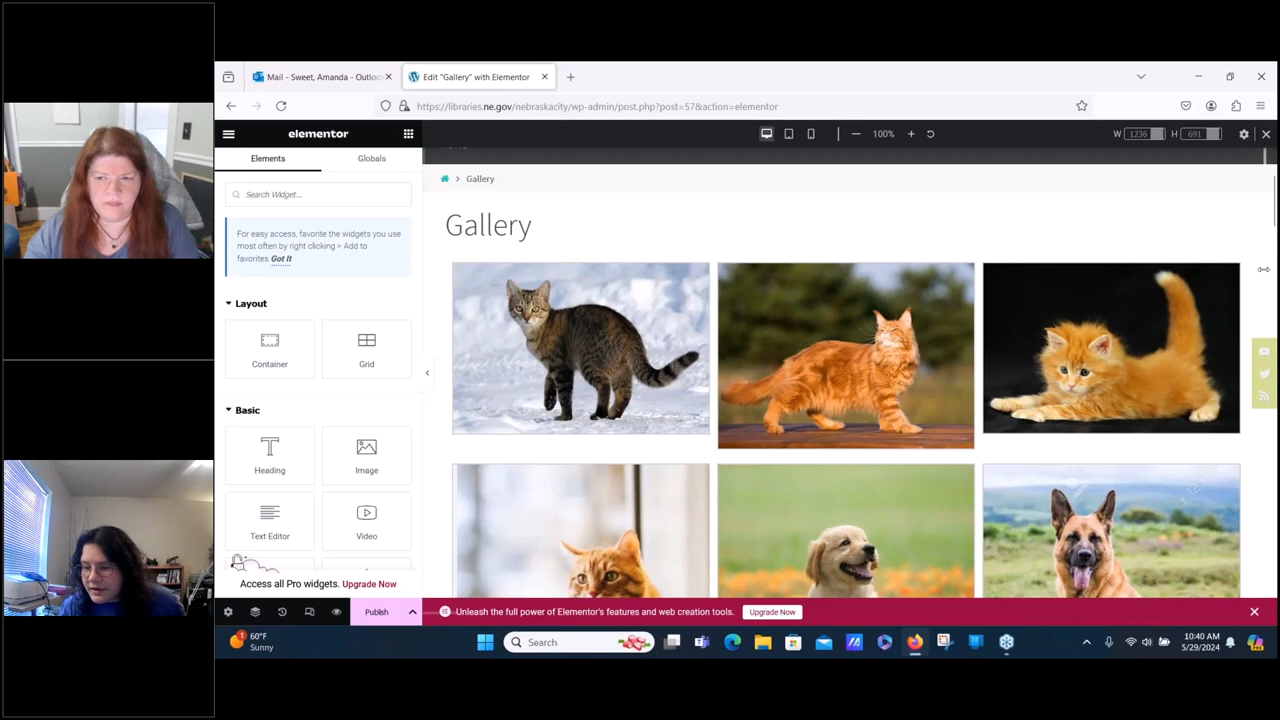 Mail - Sweet, Amanda - Outloo
Edit "Gallery" with Elementor
https://libraries.ne.gov/nebraskacity/wp-admin/post.php?post=57&action=elementor
elementor
100%
W 1236 H 691
Elements Globals
Gallery
Search Widget...
Gallery
For easy access, favorite the widgets you
use most often by right clicking > Add to
favorites. Got It
Layout
Container Grid
Basic
Heading Image
Text Editor Video
Access all Pro widgets. Upgrade Now
Publish
Unleash the full power of Elementor's features and web creation tools. Upgrade Now
1
60°F
Sunny
Search
10:40 AM
5/29/2024